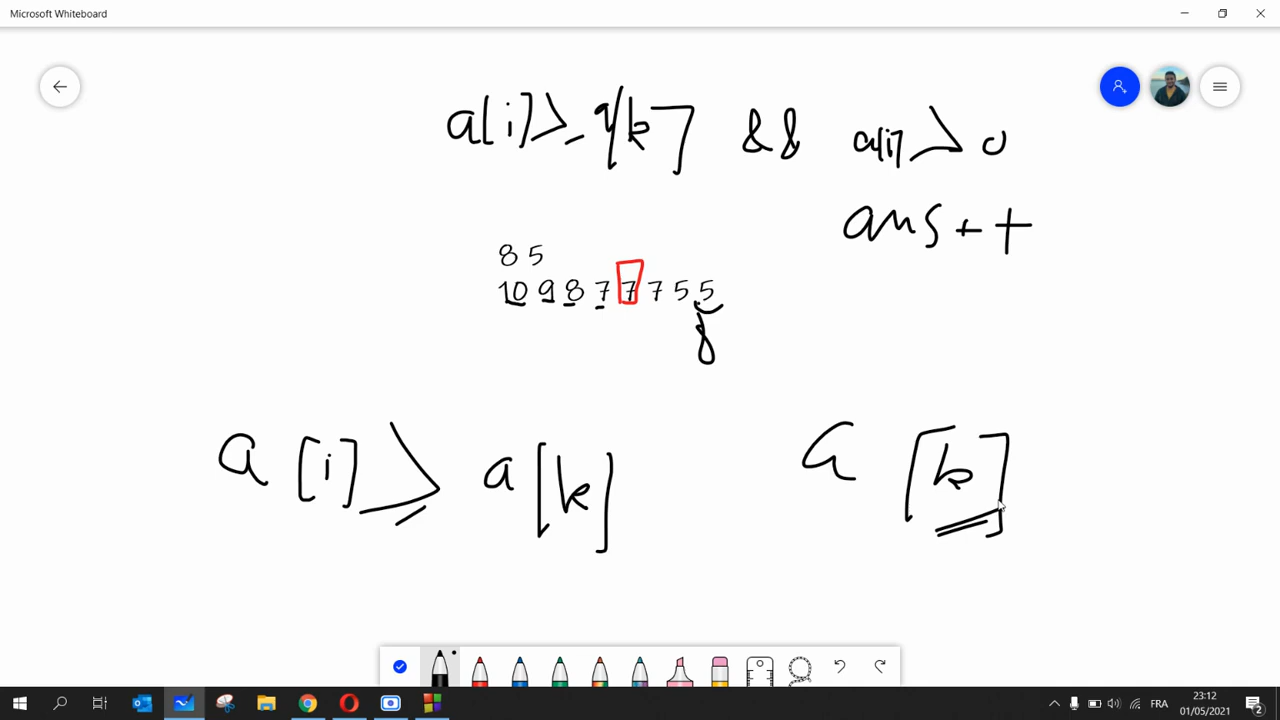 Microsoft Whiteboard
a[i] ≥ a[k] && a[i] > 0
ans++
8 5
10 9 8 7 7 7 5 5
a[i] ≥ a[k]
a[k]
FRA
23:12
01/05/2021
2